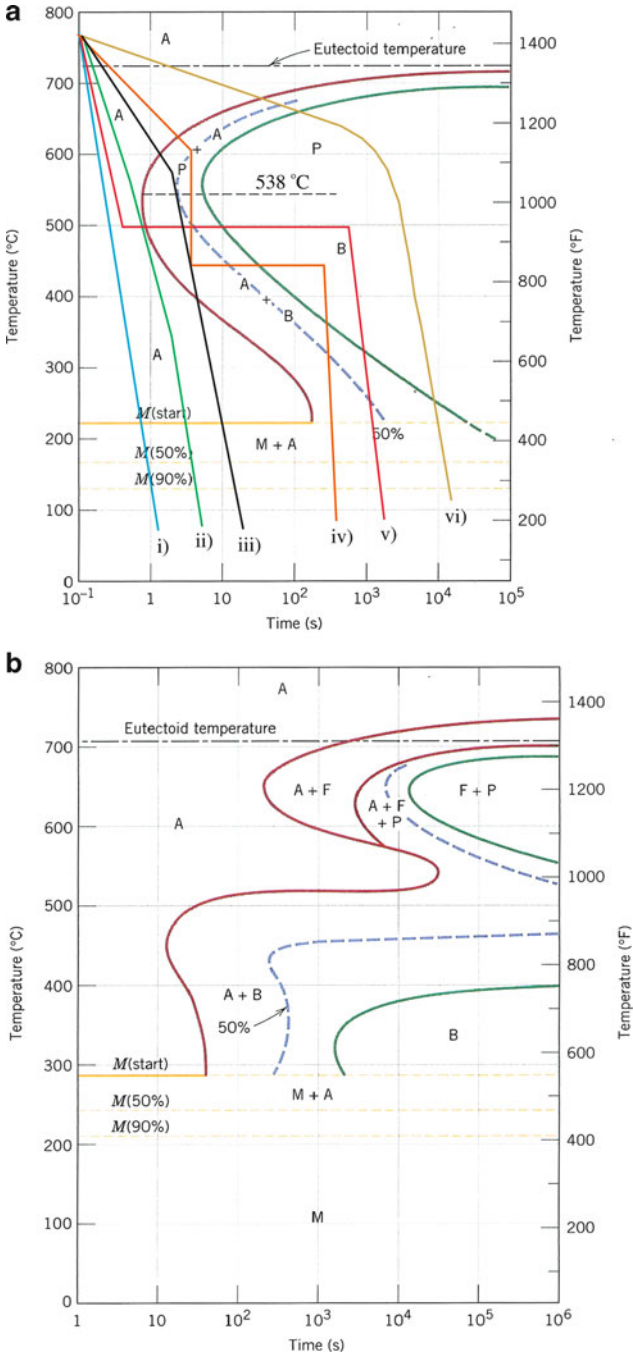 a
800
A
1400
Eutectoid temperature
700
A
A
1200
600
+
P
P
538 °C
1000
500
B
Temperature (°C)
Temperature (°F)
400
A
800
+
B
300
A
600
M(start)
200
M + A
50%
400
M(50%)
M(90%)
100
i)
ii)
iii)
iv)
v)
vi)
200
0
10⁻¹ 1 10 10² 10³ 10⁴ 10⁵
Time (s)
b
800
A
1400
Eutectoid temperature
700
A + F
A + F
+ P
F + P
1200
A
600
1000
500
Temperature (°C)
Temperature (°F)
800
400
A + B
50%
B
600
300
M(start)
M + A
M(50%)
M(90%)
400
200
M
100
200
0
1 10 10² 10³ 10⁴ 10⁵ 10⁶
Time (s)